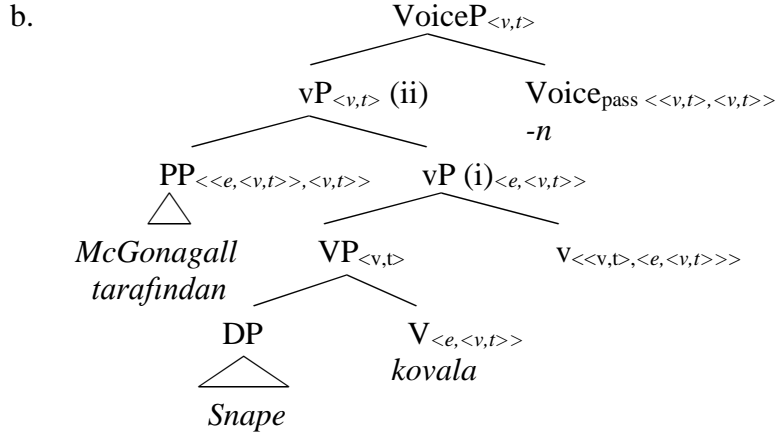 b.
VoiceP<v,t>
vP<v,t> (ii) Voicepass <<v,t>,<v,t>>
-n
PP<<e,<v,t>>,<v,t>> vP (i)<e,<v,t>>
McGonagall VP<v,t> v<<v,t>,<e,<v,t>>>
tarafından
DP V<e,<v,t>>
kovala
Snape